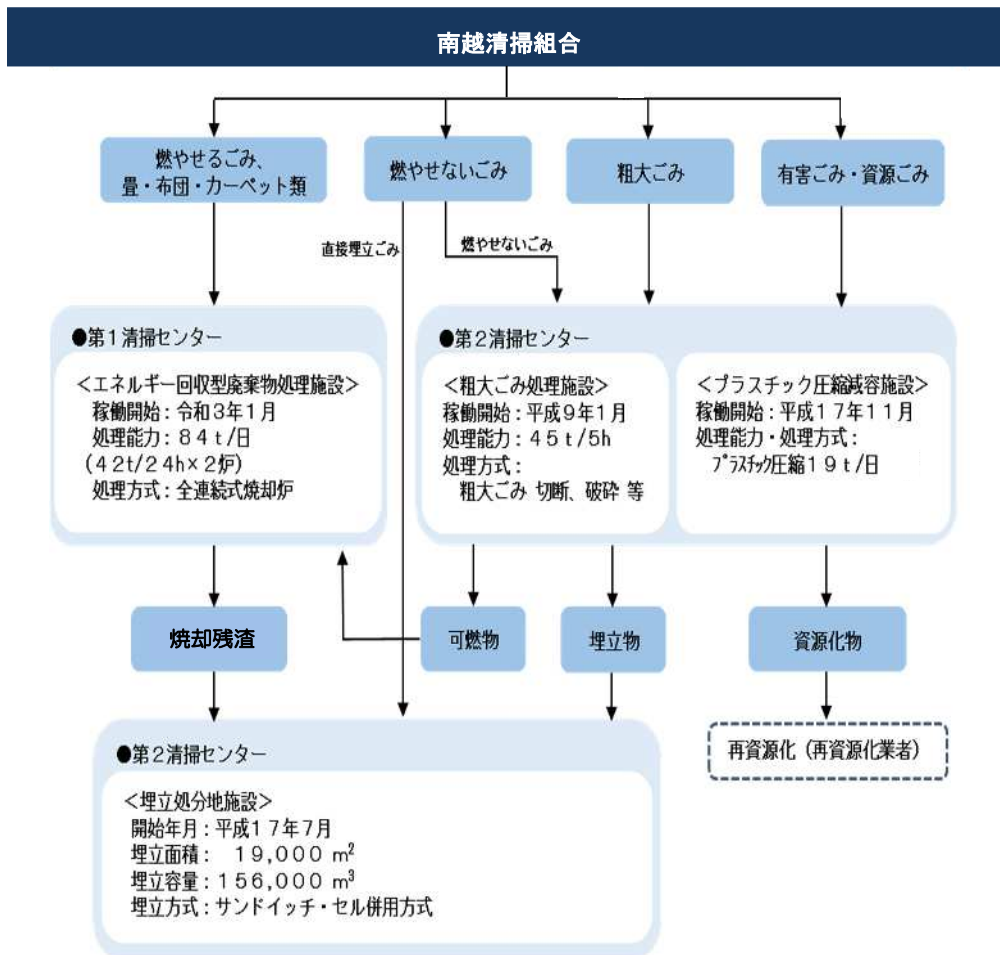 南越清掃組合
燃やせるごみ、
畳・布団・カーペット類
燃やせないごみ
粗大ごみ
有害ごみ・資源ごみ
直接埋立ごみ
燃やせないごみ
●第1清掃センター
＜エネルギー回収型廃棄物処理施設＞
稼働開始：令和3年1月
処理能力：84t/日
(42t/24h×2炉)
処理方式：全連続式焼却炉
●第2清掃センター
＜粗大ごみ処理施設＞
稼働開始：平成9年1月
処理能力：45t/5h
処理方式：
粗大ごみ 切断、破砕 等
＜プラスチック圧縮減容施設＞
稼働開始：平成17年11月
処理能力・処理方式：
ﾌﾟﾗｽﾁｯｸ圧縮19t/日
焼却残渣
可燃物
埋立物
資源化物
再資源化（再資源化業者）
●第2清掃センター
＜埋立処分地施設＞
開始年月：平成17年7月
埋立面積： 19,000 m²
埋立容量：156,000 m³
埋立方式：サンドイッチ・セル併用方式